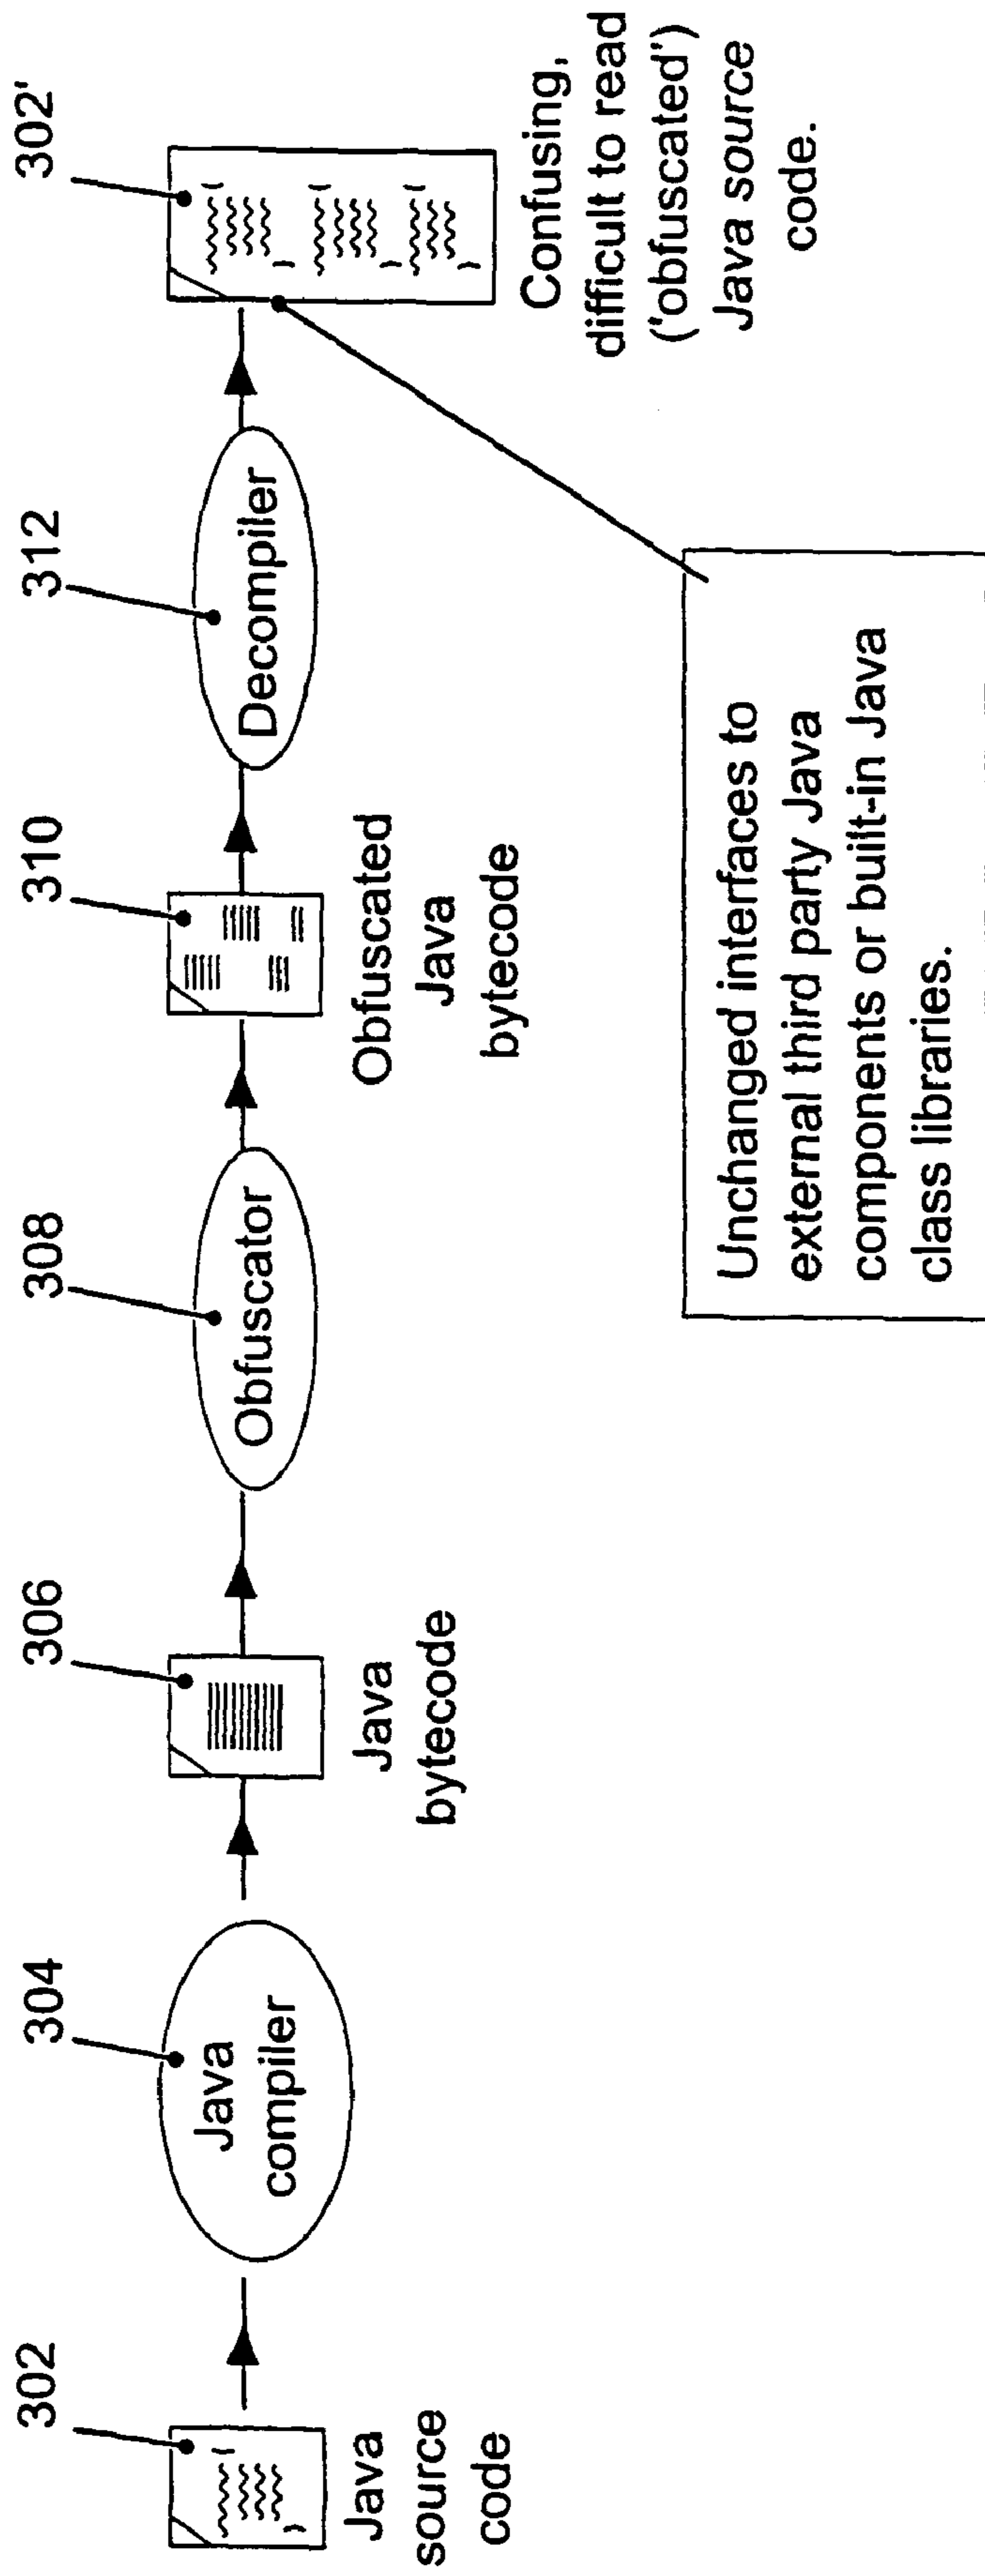 302
304
306
308
310
312
302'
Java
source
code
Java
compiler
Java
bytecode
Obfuscator
Obfuscated
Java
bytecode
Decompiler
Confusing,
difficult to read
('obfuscated')
Java source
code.
Unchanged interfaces to
external third party Java
components or built-in Java
class libraries.